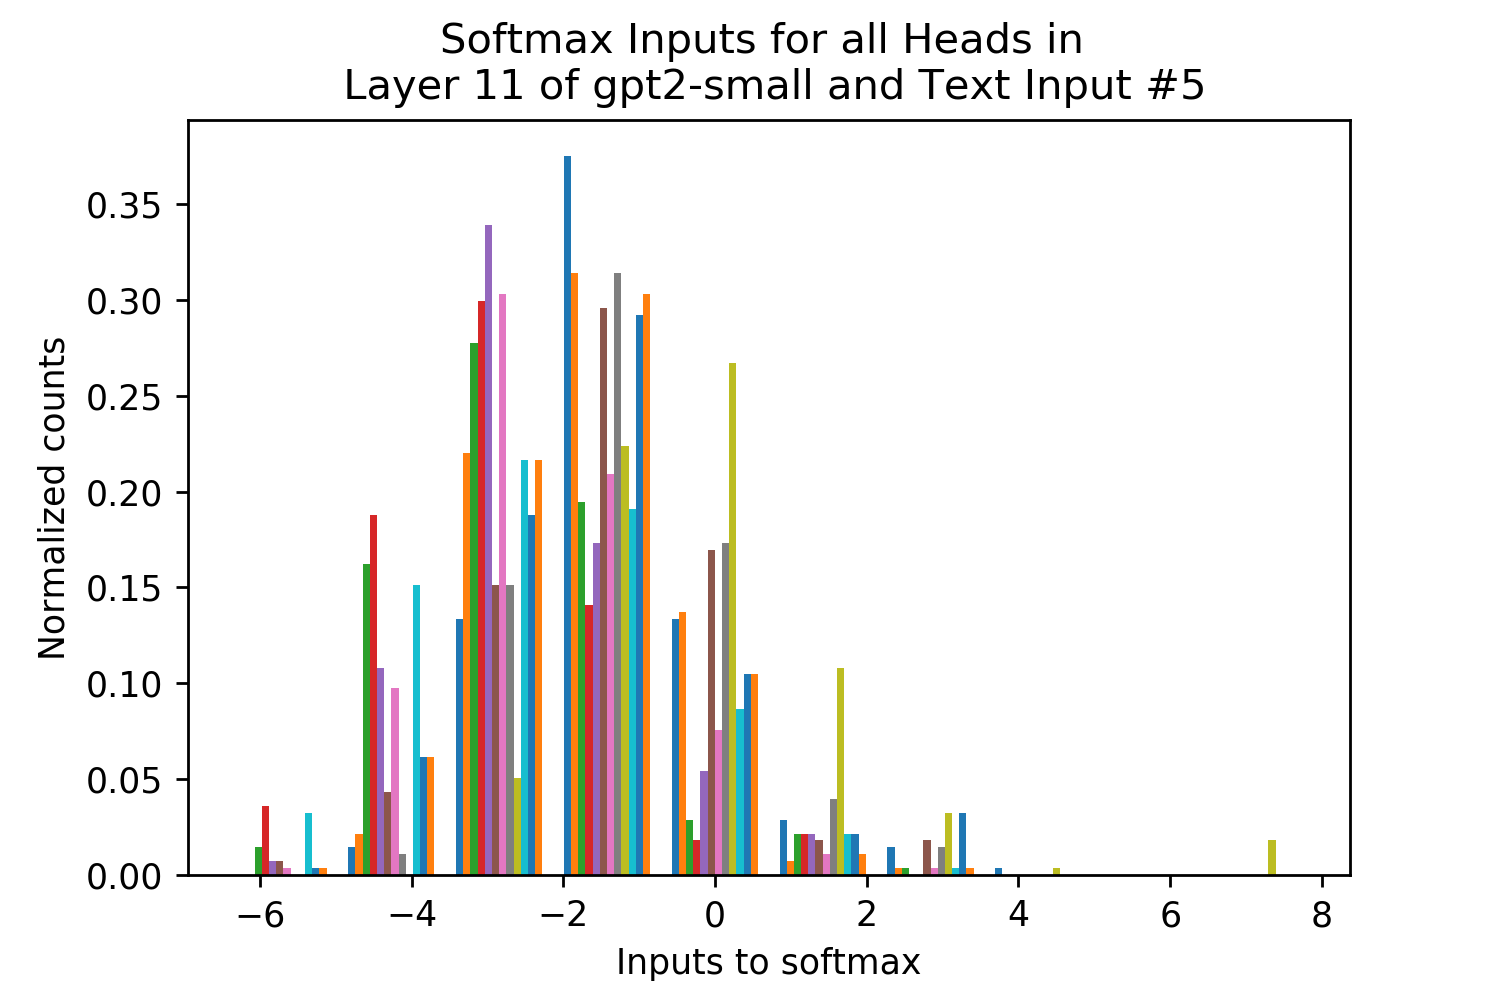 Softmax Inputs for all Heads in
Layer 11 of gpt2-small and Text Input #5
Normalized counts
0.35
0.30
0.25
0.20
0.15
0.10
0.05
0.00
−6 −4 −2 0 2 4 6 8
Inputs to softmax